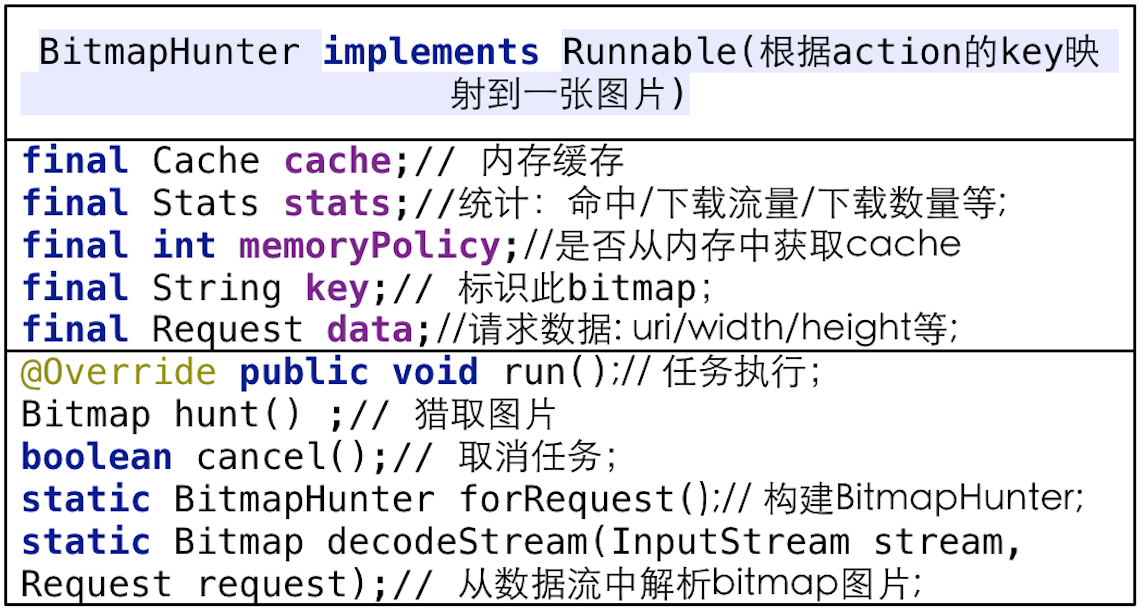 BitmapHunter implements Runnable(根据action的key映
射到一张图片)
final Cache cache;// 内存缓存
final Stats stats;//统计：命中/下载流量/下载数量等;
final int memoryPolicy;//是否从内存中获取cache
final String key;// 标识此bitmap;
final Request data;//请求数据: uri/width/height等;
@Override public void run();// 任务执行;
Bitmap hunt() ;// 猎取图片
boolean cancel();// 取消任务;
static BitmapHunter forRequest();// 构建BitmapHunter;
static Bitmap decodeStream(InputStream stream,
Request request);// 从数据流中解析bitmap图片;